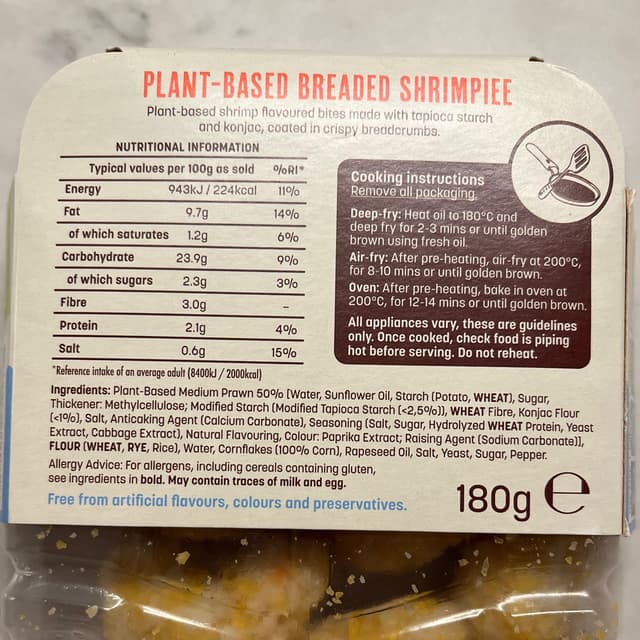 PLANT-BASED BREADED SHRIMPIEE
Plant-based shrimp flavoured bites made with tapioca starch
and konjac, coated in crispy breadcrumbs.
NUTRITIONAL INFORMATION
Typical values per 100g as sold %RI*
Energy 943kJ / 224kcal 11%
Fat 9.7g 14%
of which saturates 1.2g 6%
Carbohydrate 23.9g 9%
of which sugars 2.3g 3%
Fibre 3.0g –
Protein 2.1g 4%
Salt 0.6g 15%
*Reference intake of an average adult (8400kJ / 2000kcal)
Cooking instructions
Remove all packaging.
Deep-fry: Heat oil to 180°C and
deep fry for 2-3 mins or until golden
brown using fresh oil.
Air-fry: After pre-heating, air-fry at 200°C,
for 8-10 mins or until golden brown.
Oven: After pre-heating, bake in oven at
200°C, for 12-14 mins or until golden brown.
All appliances vary, these are guidelines
only. Once cooked, check food is piping
hot before serving. Do not reheat.
Ingredients: Plant-Based Medium Prawn 50% [Water, Sunflower Oil, Starch (Potato, WHEAT), Sugar,
Thickener: Methylcellulose; Modified Starch (Modified Tapioca Starch (<2,5%)), WHEAT Fibre, Konjac Flour
(<1%), Salt, Anticaking Agent (Calcium Carbonate), Seasoning (Salt, Sugar, Hydrolyzed WHEAT Protein, Yeast
Extract, Cabbage Extract), Natural Flavouring, Colour: Paprika Extract; Raising Agent (Sodium Carbonate)],
FLOUR (WHEAT, RYE, Rice), Water, Cornflakes (100% Corn), Rapeseed Oil, Salt, Yeast, Sugar, Pepper.
Allergy Advice: For allergens, including cereals containing gluten,
see ingredients in bold. May contain traces of milk and egg.
Free from artificial flavours, colours and preservatives.
180g ℮